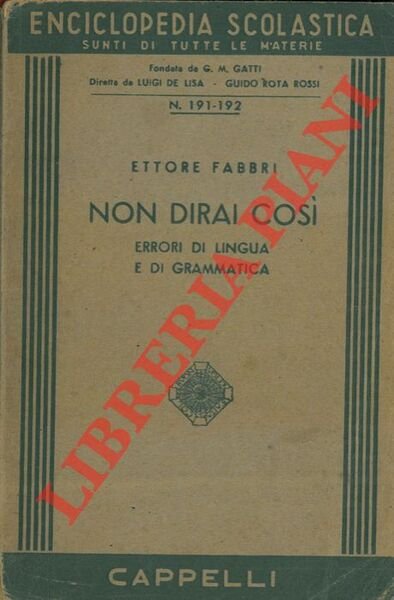 ENCICLOPEDIA SCOLASTICA
SUNTI DI TUTTE LE MATERIE
Fondata da G. M. GATTI
Diretta da LUIGI DE LISA - GUIDO ROTA ROSSI
N. 191-192
ETTORE FABBRI
NON DIRAI COSÌ
ERRORI DI LINGUA
E DI GRAMMATICA
LIBRERIA PIANI
CAPPELLI